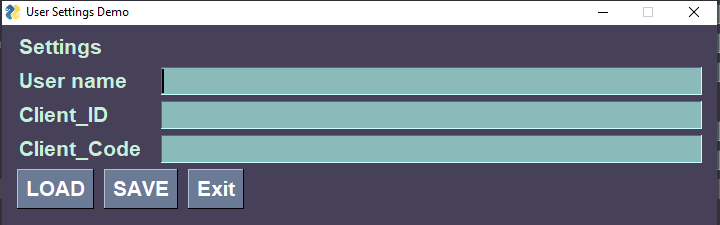 User Settings Demo
Settings
User name
Client_ID
Client_Code
LOAD SAVE Exit